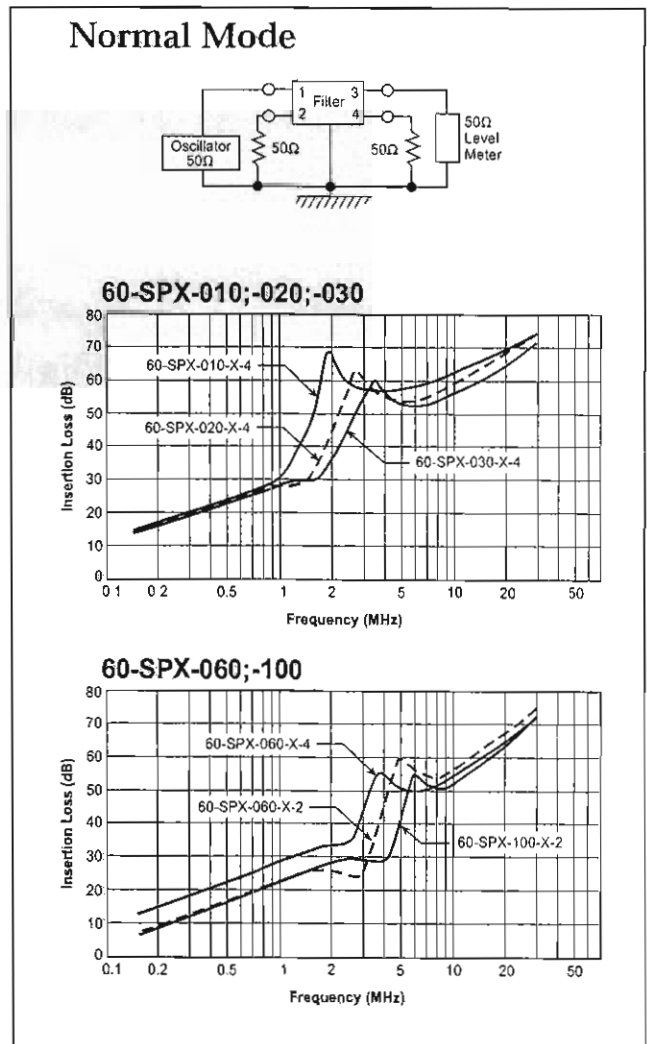 Normal Mode
1 Filter 3
2 4
Oscillator
50Ω
50Ω
50Ω
50Ω
Level
Meter
60-SPX-010;-020;-030
Insertion Loss (dB)
80
70
60
50
40
30
20
10
0
60-SPX-010-X-4
60-SPX-020-X-4
60-SPX-030-X-4
0 1 0 2 0.5 1 2 5 10 20 50
Frequency (MHz)
60-SPX-060;-100
Insertion Loss (dB)
80
70
60
50
40
30
20
10
0
60-SPX-060-X-4
60-SPX-060-X-2
60-SPX-100-X-2
0.1 0.2 0.5 1 2 5 10 20 50
Frequency (MHz)